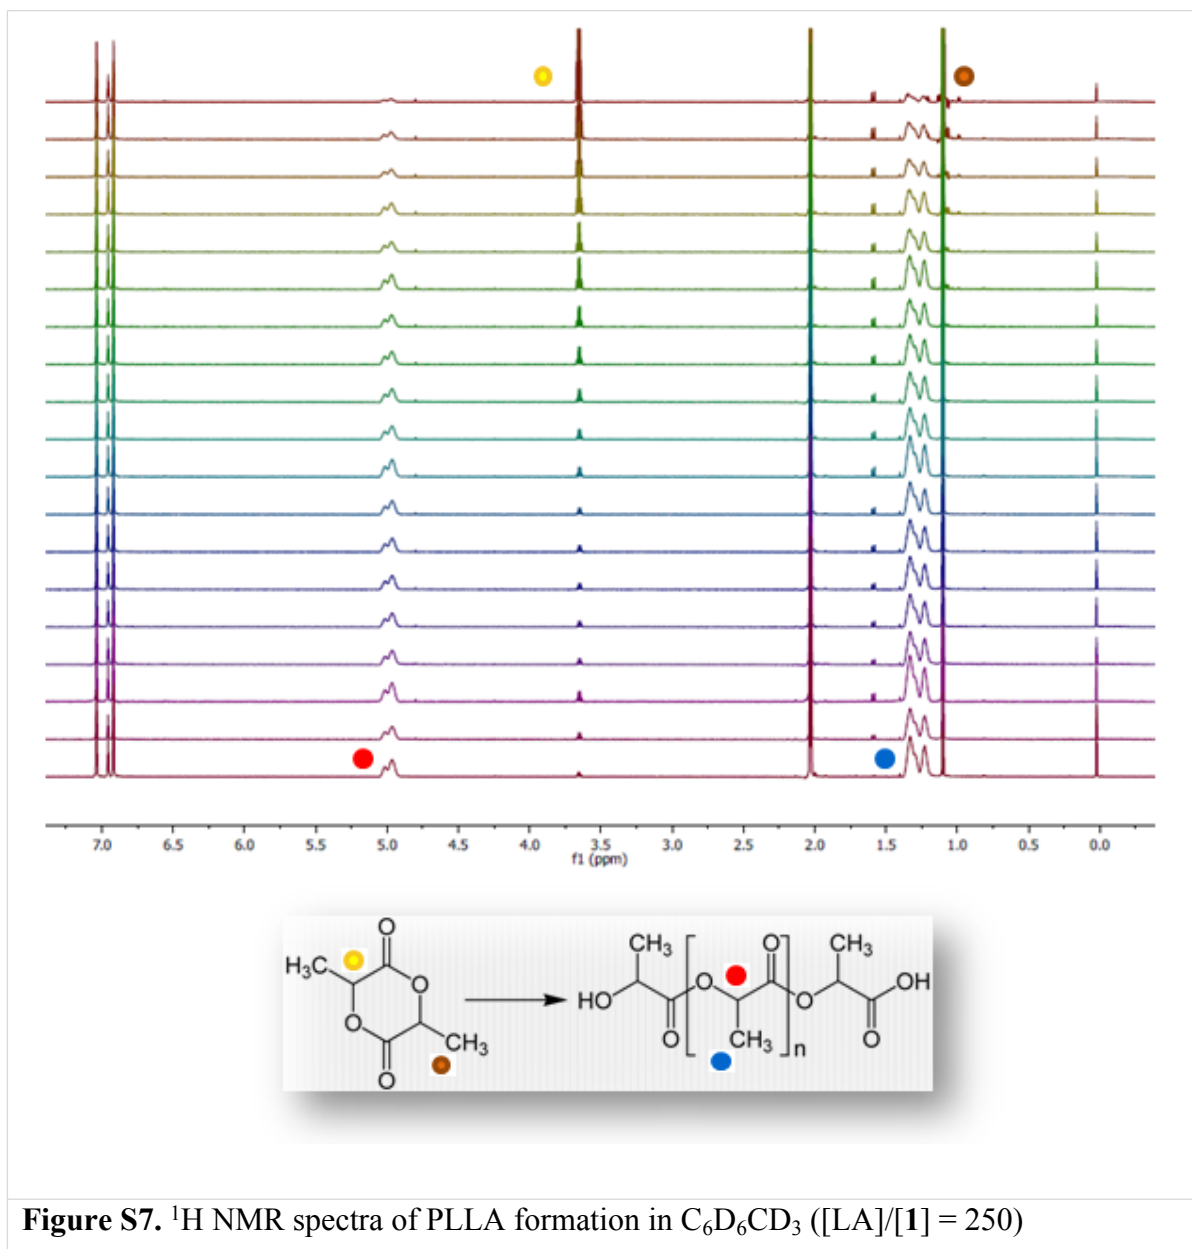 7.0 6.5 6.0 5.5 5.0 4.5 4.0 3.5 3.0 2.5 2.0 1.5 1.0 0.5 0.0
f1 (ppm)
O CH₃ O CH₃
H₃C O O OH
HO O
O CH₃ O CH₃ n O
O
Figure S7. ¹H NMR spectra of PLLA formation in C₆D₆CD₃ ([LA]/[1] = 250)